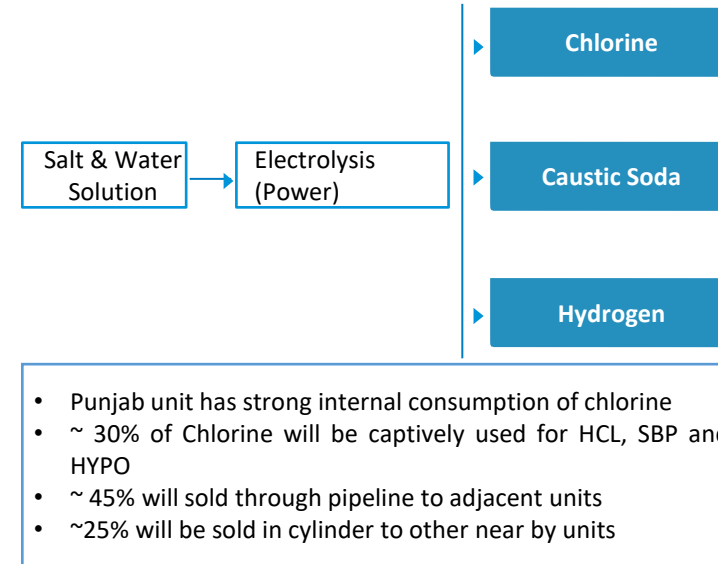 Chlorine
Salt & Water
Solution
Electrolysis
(Power)
Caustic Soda
Hydrogen
• Punjab unit has strong internal consumption of chlorine
• ~ 30% of Chlorine will be captively used for HCL, SBP and
HYPO
• ~ 45% will sold through pipeline to adjacent units
• ~25% will be sold in cylinder to other near by units